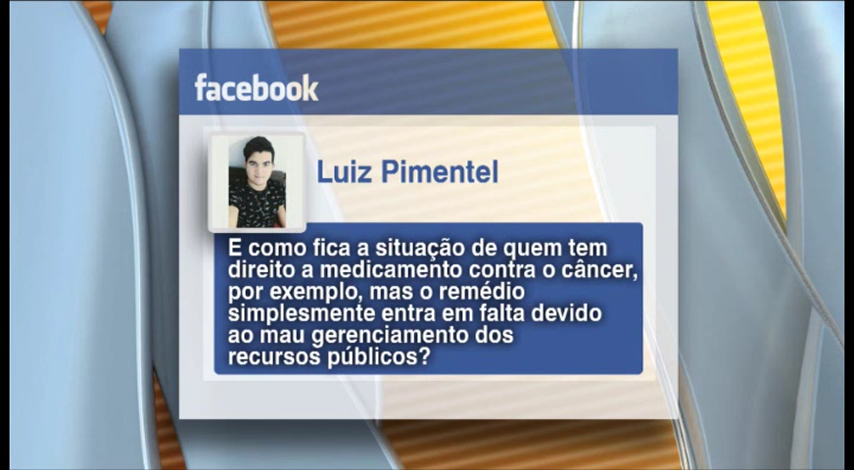 facebook
Luiz Pimentel
E como fica a situação de quem tem
direito a medicamento contra o câncer,
por exemplo, mas o remédio
simplesmente entra em falta devido
ao mau gerenciamento dos
recursos públicos?